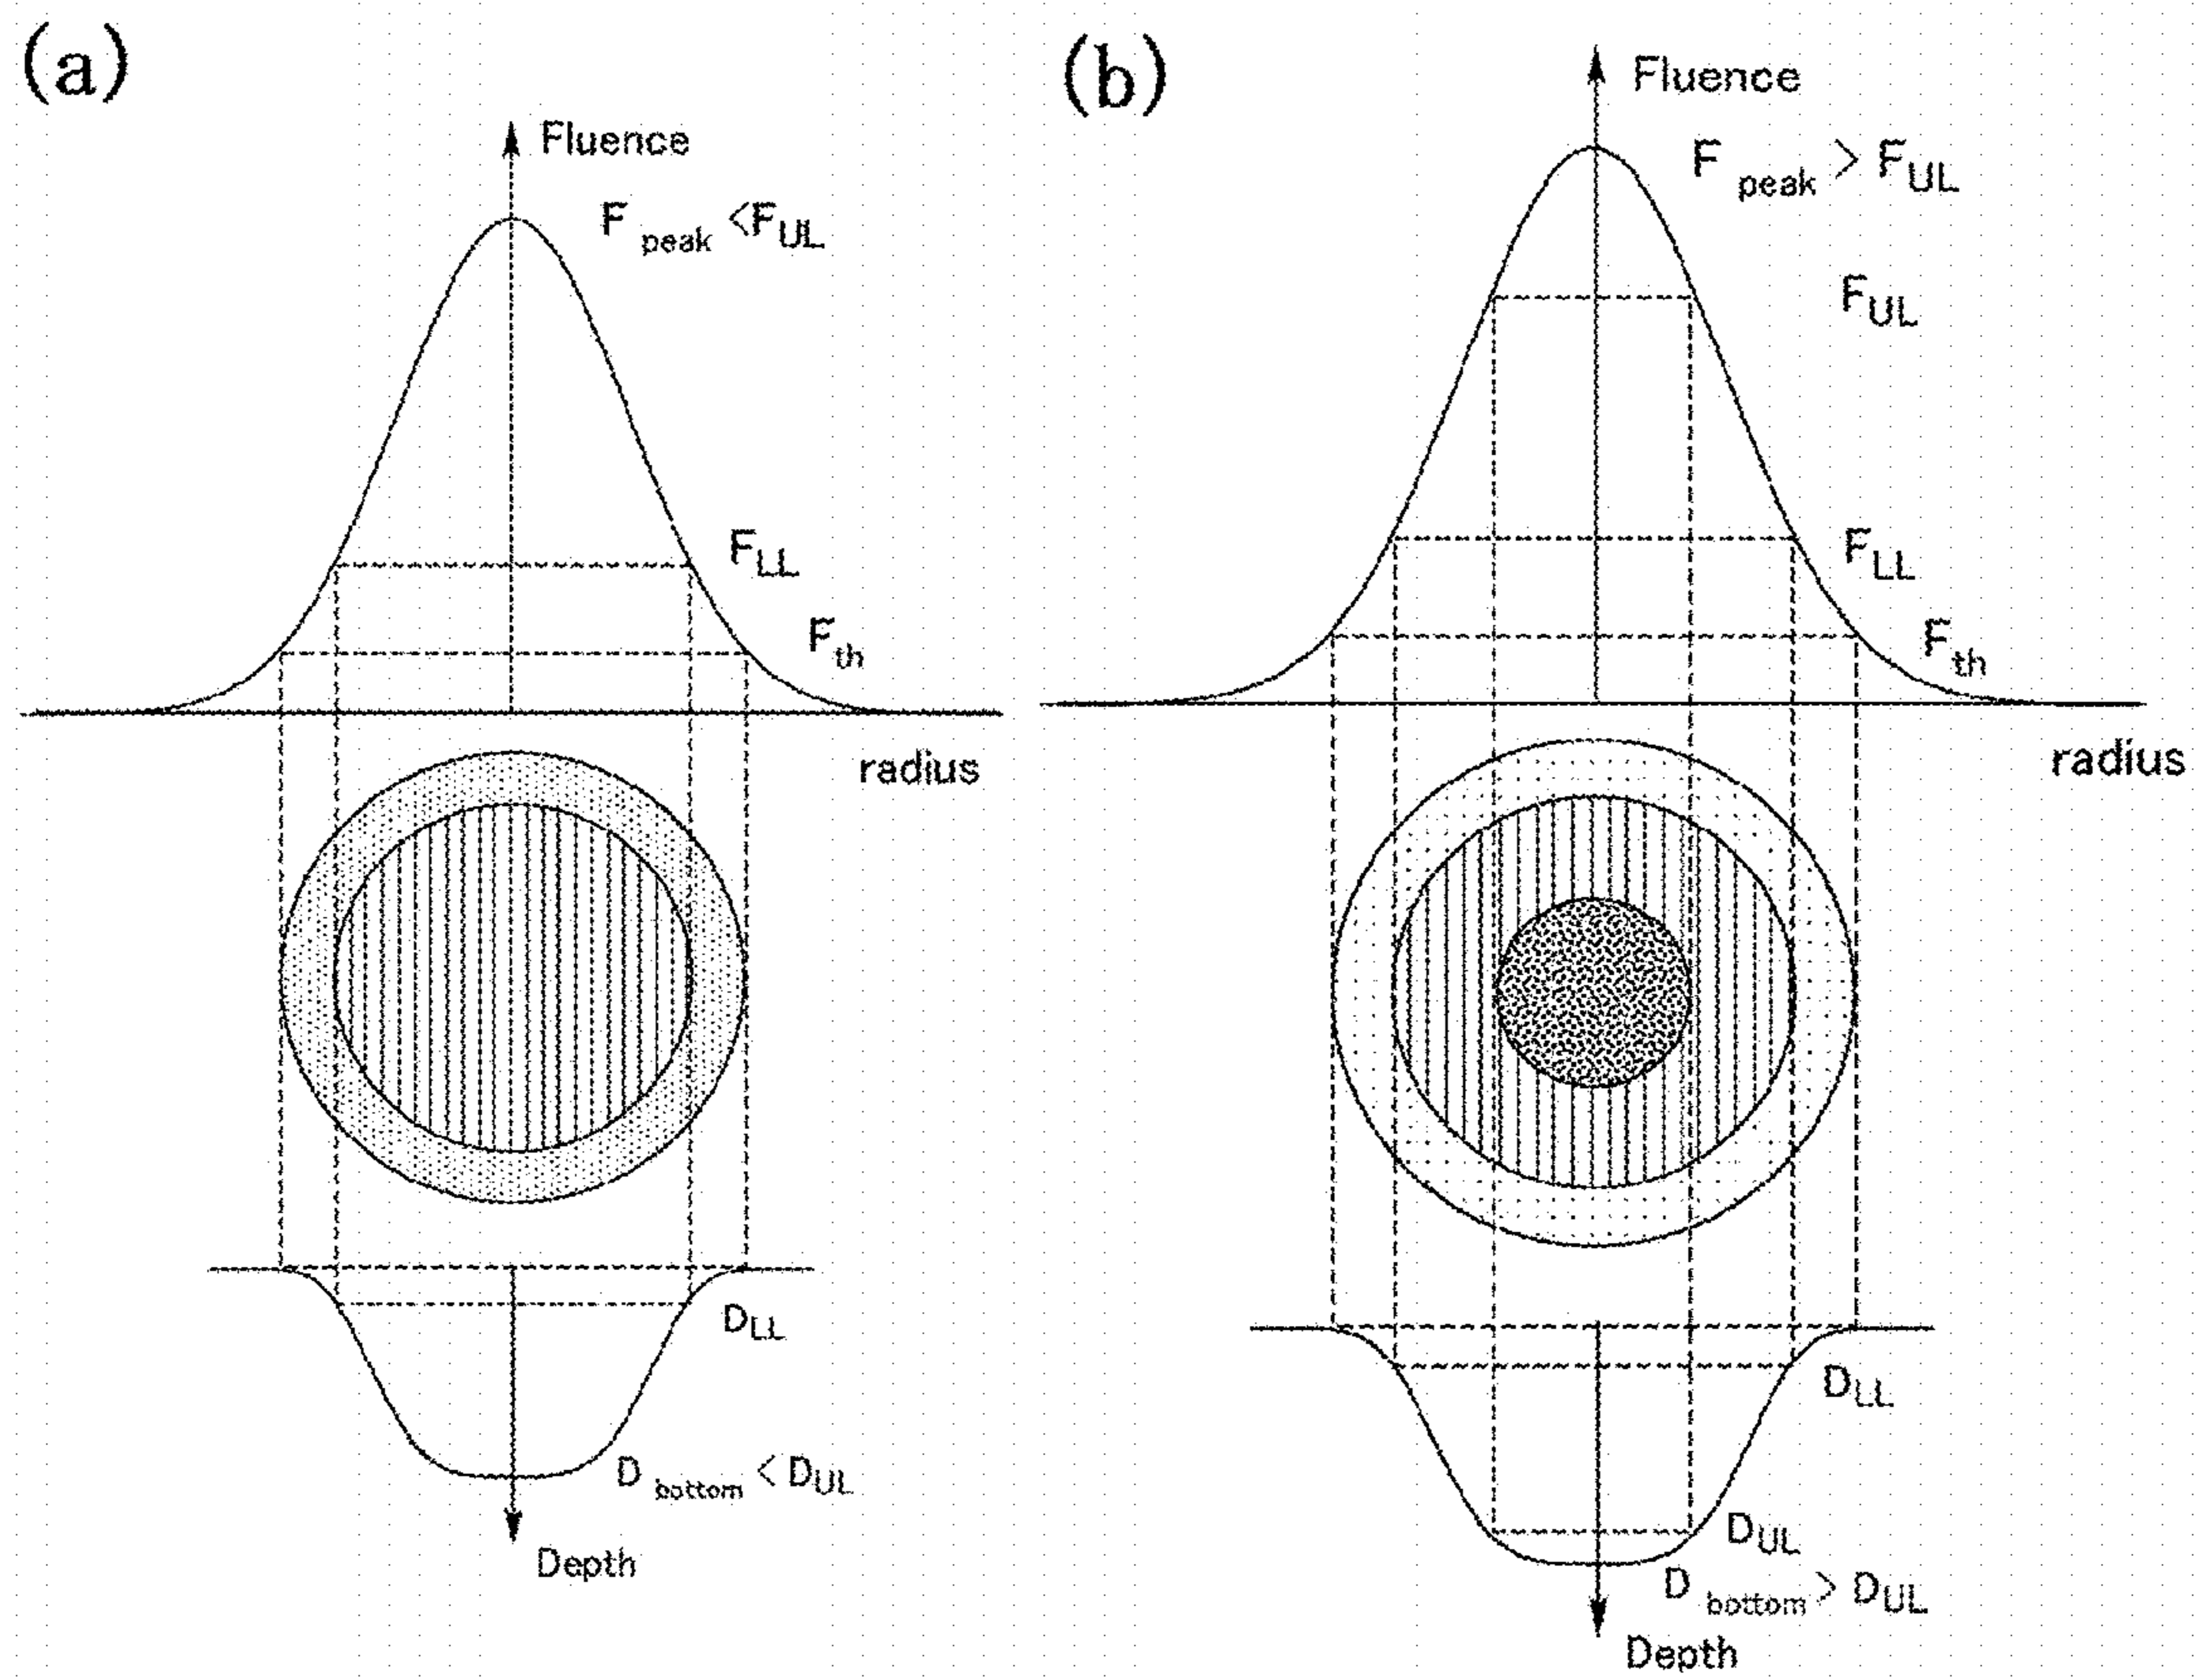 (a)
Fluence
F peak <F UL
F LL
F th
radius
D LL
D bottom < D UL
Depth
(b)
Fluence
F peak > F UL
F UL
F LL
F th
radius
D LL
D UL
D bottom > D UL
Depth